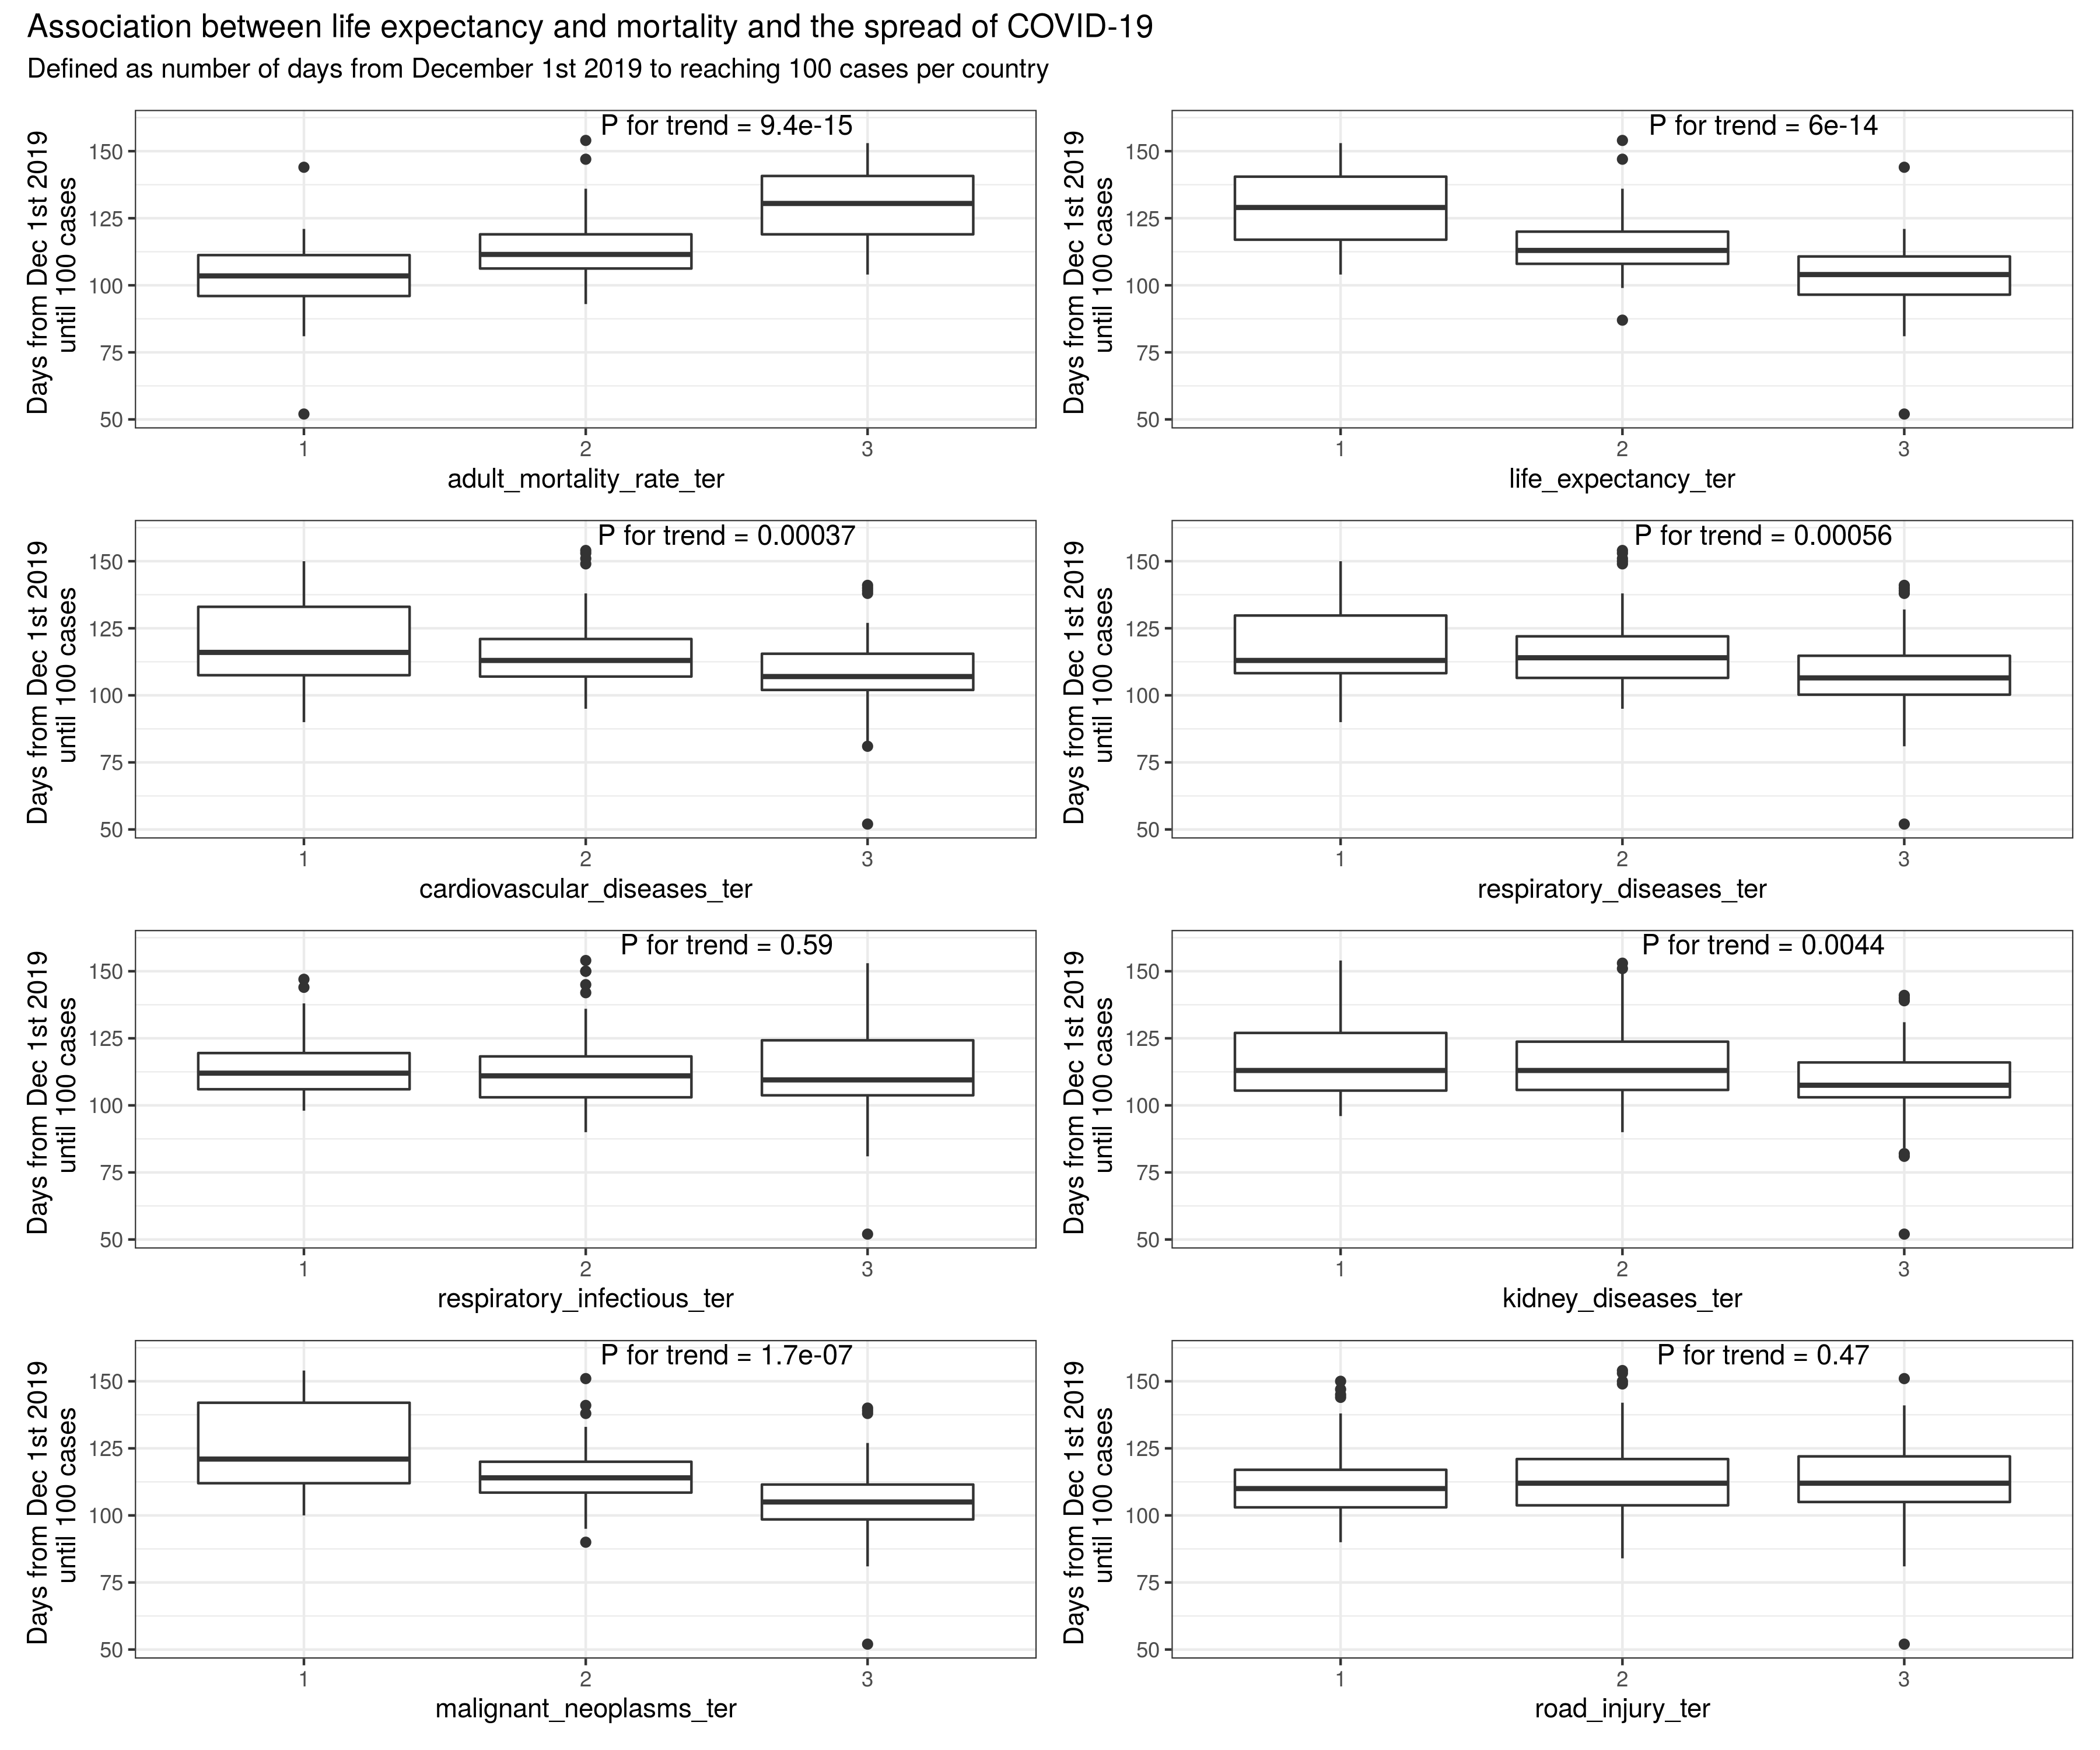 Association between life expectancy and mortality and the spread of COVID-19
Defined as number of days from December 1st 2019 to reaching 100 cases per country
Days from Dec 1st 2019
until 100 cases
150
125
100
75
50
P for trend = 9.4e-15
1
2
3
adult_mortality_rate_ter
Days from Dec 1st 2019
until 100 cases
150
125
100
75
50
P for trend = 6e-14
1
2
3
life_expectancy_ter
Days from Dec 1st 2019
until 100 cases
150
125
100
75
50
P for trend = 0.00037
1
2
3
cardiovascular_diseases_ter
Days from Dec 1st 2019
until 100 cases
150
125
100
75
50
P for trend = 0.00056
1
2
3
respiratory_diseases_ter
Days from Dec 1st 2019
until 100 cases
150
125
100
75
50
P for trend = 0.59
1
2
3
respiratory_infectious_ter
Days from Dec 1st 2019
until 100 cases
150
125
100
75
50
P for trend = 0.0044
1
2
3
kidney_diseases_ter
Days from Dec 1st 2019
until 100 cases
150
125
100
75
50
P for trend = 1.7e-07
1
2
3
malignant_neoplasms_ter
Days from Dec 1st 2019
until 100 cases
150
125
100
75
50
P for trend = 0.47
1
2
3
road_injury_ter